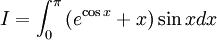 I = \int_0^\pi (e^{\cos x} + x) \sin x dx